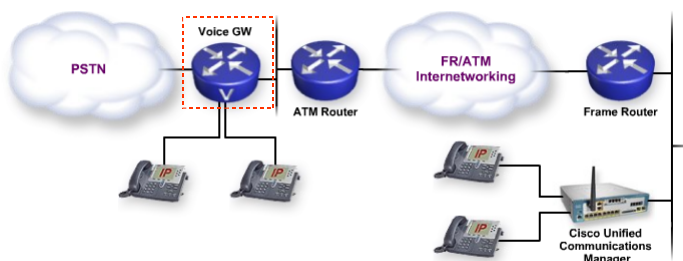 Voice GW
PSTN
V
ATM Router
FR/ATM
Internetworking
Frame Router
IP
IP
IP
IP
Cisco Unified
Communications
Manager